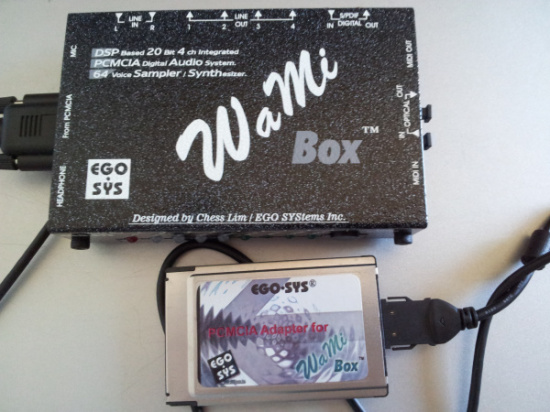 LINE IN
L R
LINE OUT
1 2 3 4
S/PDIF
IN DIGITAL OUT
MIC
From PCMCIA
HEADPHONE
DSP Based 20 Bit 4 ch Integrated
PCMCIA Digital Audio System.
64 Voice Sampler / Synthesizer.
WaMi
Box ™
EGO
SYS
MIDI OUT
IN OPTICAL OUT
MIDI IN
Designed by Chess Lim / EGO SYStems Inc.
EGO•SYS®
PCMCIA Adapter for
WaMi
Box™
EGO
SYS